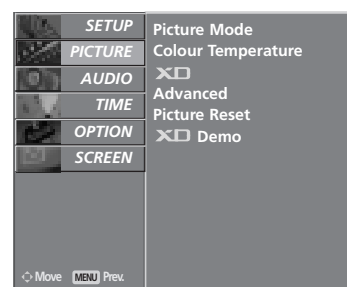 SETUP
PICTURE
AUDIO
TIME
OPTION
SCREEN
Move MENU Prev.
Picture Mode
Colour Temperature
XD
Advanced
Picture Reset
XD Demo